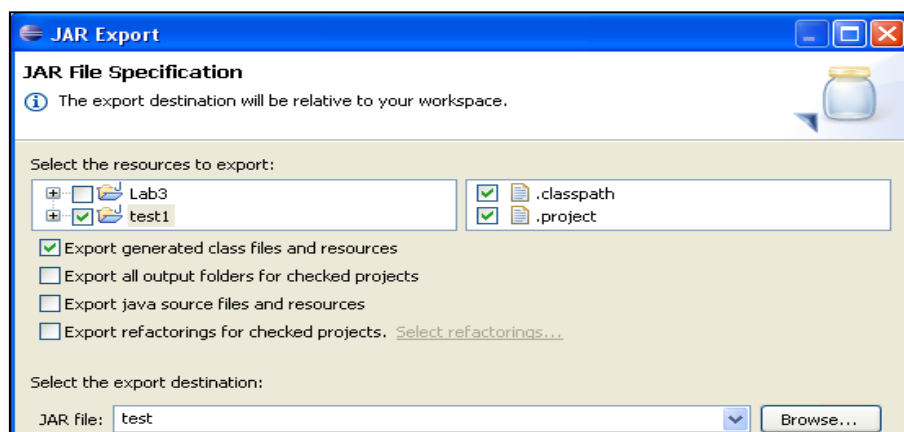 JAR Export
JAR File Specification
The export destination will be relative to your workspace.
Select the resources to export:
Lab3
test1
.classpath
.project
Export generated class files and resources
Export all output folders for checked projects
Export java source files and resources
Export refactorings for checked projects. Select refactorings...
Select the export destination:
JAR file: test Browse...